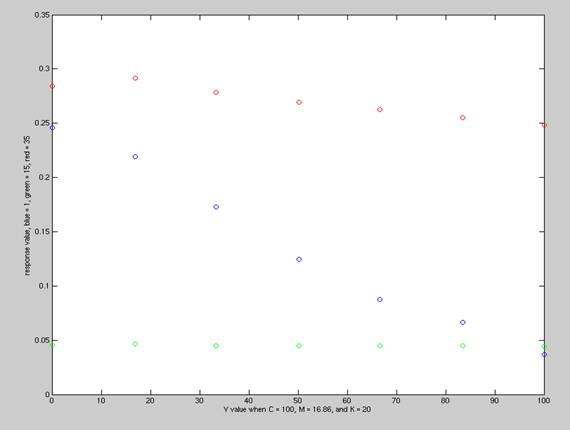 0.35
0.3
0.25
0.2
0.15
0.1
0.05
0
response value, blue = 1, green = 15, red = 35
0 10 20 30 40 50 60 70 80 90 100
Y value when C = 100, M = 16.86, and K = 20